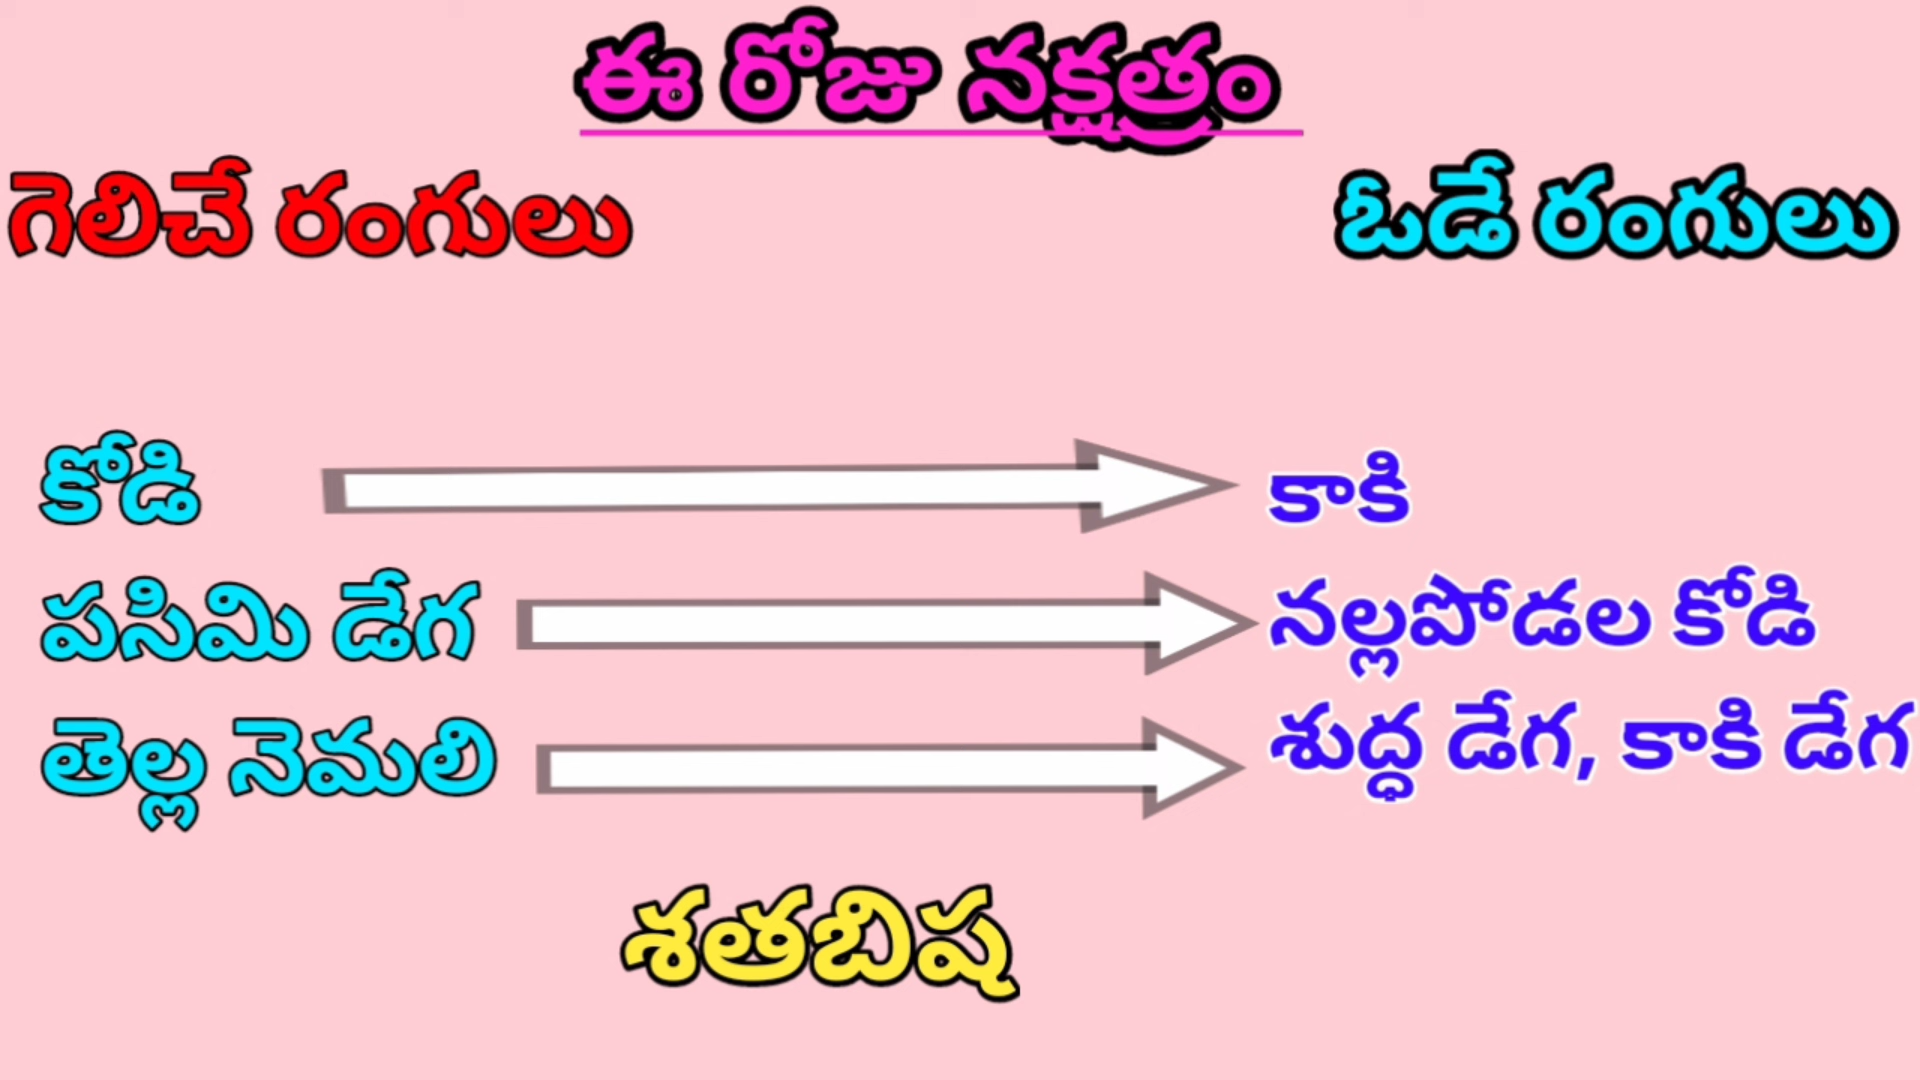 ఈ రోజు నక్షత్రం
గెలిచే రంగులు
ఓడే రంగులు
కోడి
కాకి
పసిమి డేగ
నల్లపోడల కోడి
తెల్ల నెమలి
శుద్ధ డేగ, కాకి డేగ
శతబిష